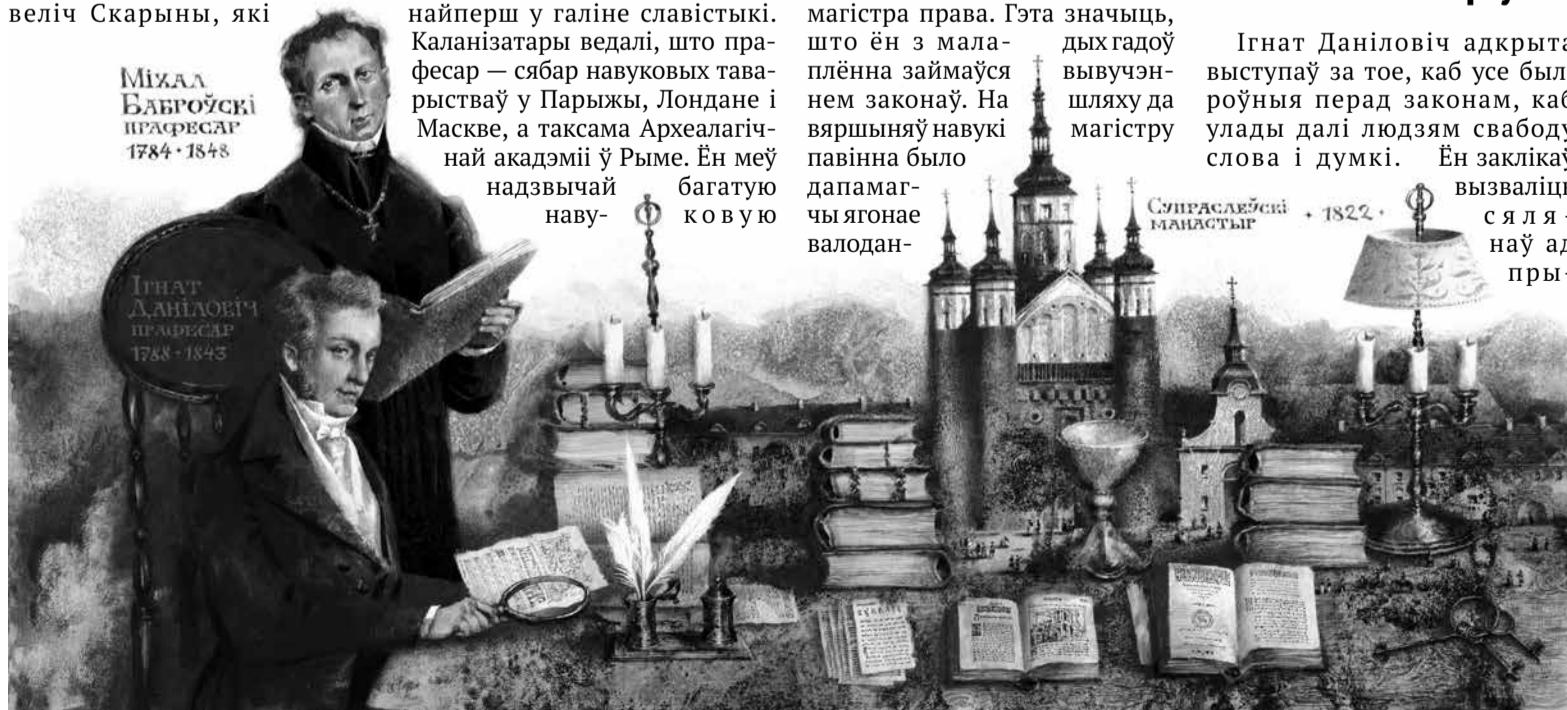 веліч Скарыны, які
МІХАЛ
БАБРОЎСКІ
ПРАФЕСАР
1784 • 1848
ІГНАТ
ДАНІЛОВІЧ
ПРАФЕСАР
1788 • 1843
найперш у галіне славістыкі.
Каланізатары ведалі, што пра-
фесар — сябар навуковых тава-
рыстваў у Парыжы, Лондане і
Маскве, а таксама Археалагіч-
най акадэміі ў Рыме. Ён меў
надзвычай багатую
наву- ковую
магістра права. Гэта значыць,
што ён з мала- дых гадоў
плённа займаўся вывучэн-
нем законаў. На шляху да
вяршыняў навукі магістру
павінна было
дапамаг-
чы ягонае
валодан-
СУПРАСЛЕЎСКІ
МАНАСТЫР • 1822 •
Ігнат Даніловіч адкрыта
выступаў за тое, каб усе был
роўныя перад законам, каб
улады далі людзям свабоду
слова і думкі. Ён заклікаў
вызваліц
сяля-
наў ад
пры-